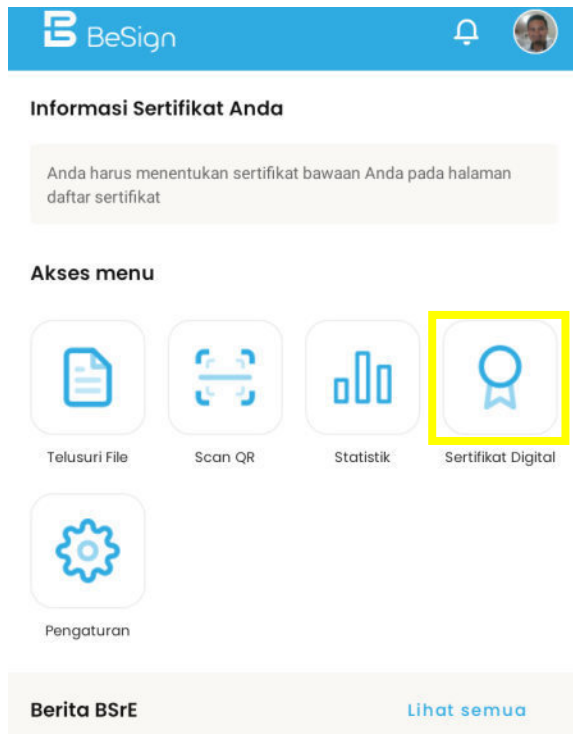 BeSign
Informasi Sertifikat Anda
Anda harus menentukan sertifikat bawaan Anda pada halaman
daftar sertifikat
Akses menu
Telusuri File
Scan QR
Statistik
Sertifikat Digital
Pengaturan
Berita BSrE
Lihat semua